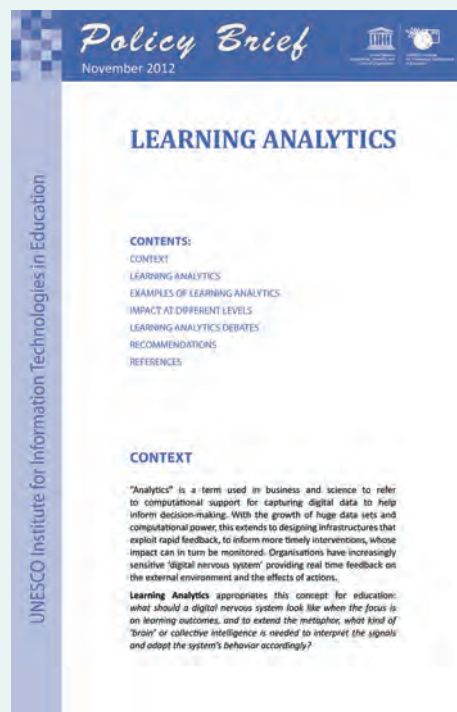 Policy Brief
November 2012
UNESCO Institute for Information Technologies in Education
LEARNING ANALYTICS
CONTENTS:
CONTEXT
LEARNING ANALYTICS
EXAMPLES OF LEARNING ANALYTICS
IMPACT AT DIFFERENT LEVELS
LEARNING ANALYTICS DEBATES
RECOMMENDATIONS
REFERENCES
CONTEXT
"Analytics" is a term used in business and science to refer
to computational support for capturing digital data to help
inform decision-making. With the growth of huge data sets and
computational power, this extends to designing infrastructures that
exploit rapid feedback, to inform more timely interventions, whose
impact can in turn be monitored. Organisations have increasingly
sensitive 'digital nervous system' providing real time feedback on
the external environment and the effects of actions.
Learning Analytics appropriates this concept for education:
what should a digital nervous system look like when the focus is
on learning outcomes, and to extend the metaphor, what kind of
'brain' or collective intelligence is needed to interpret the signals
and adapt the system's behavior accordingly?